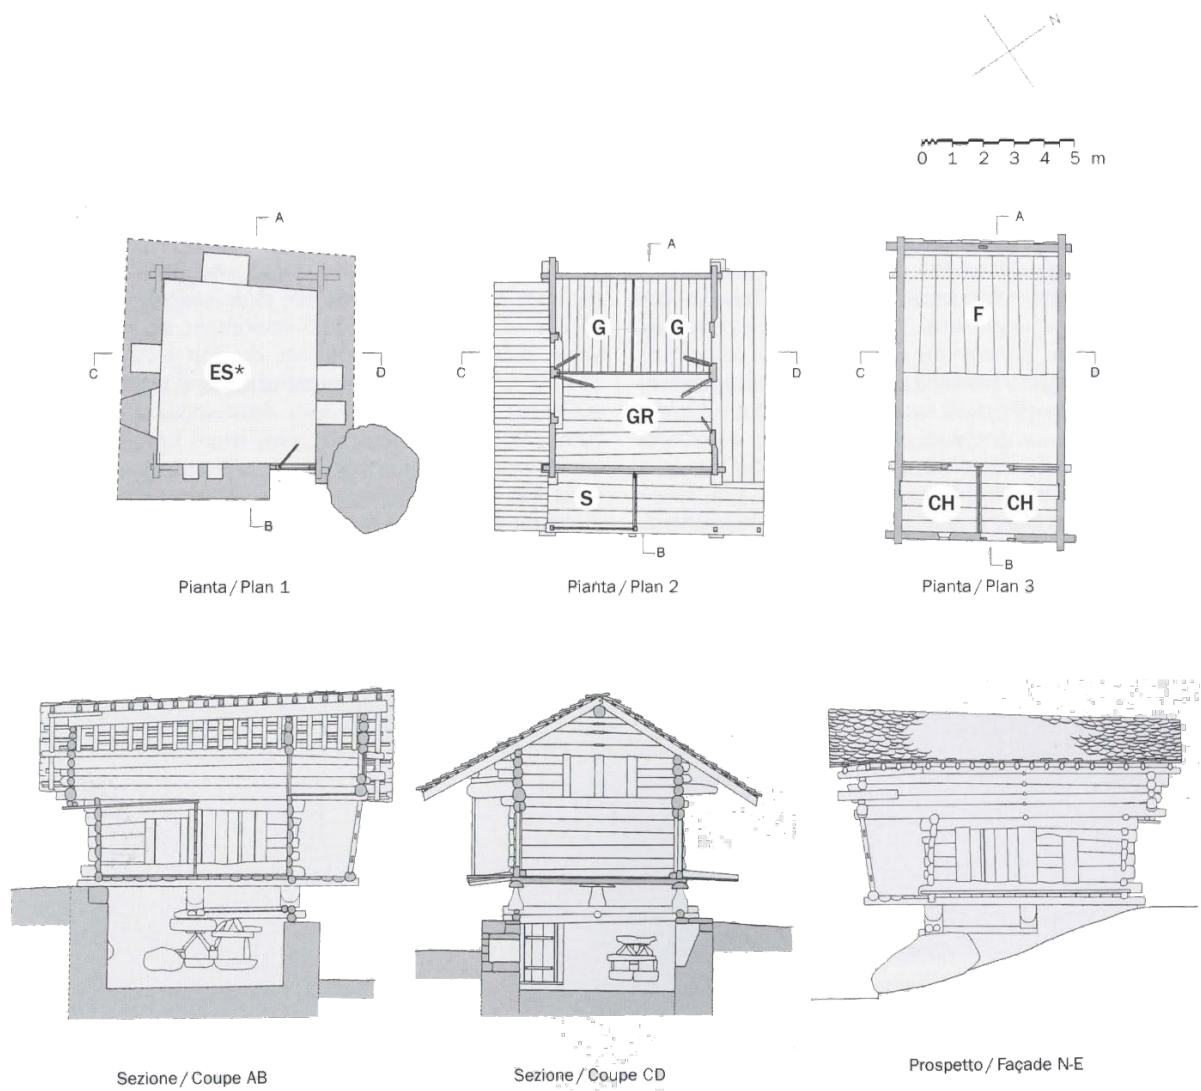 N
0 1 2 3 4 5 m
A
ES*
C
D
B
Pianta / Plan 1
A
G
G
C
D
GR
S
B
Pianta / Plan 2
A
F
C
D
CH
CH
B
Pianta / Plan 3
Sezione / Coupe AB
Sezione / Coupe CD
Prospetto / Façade N-E